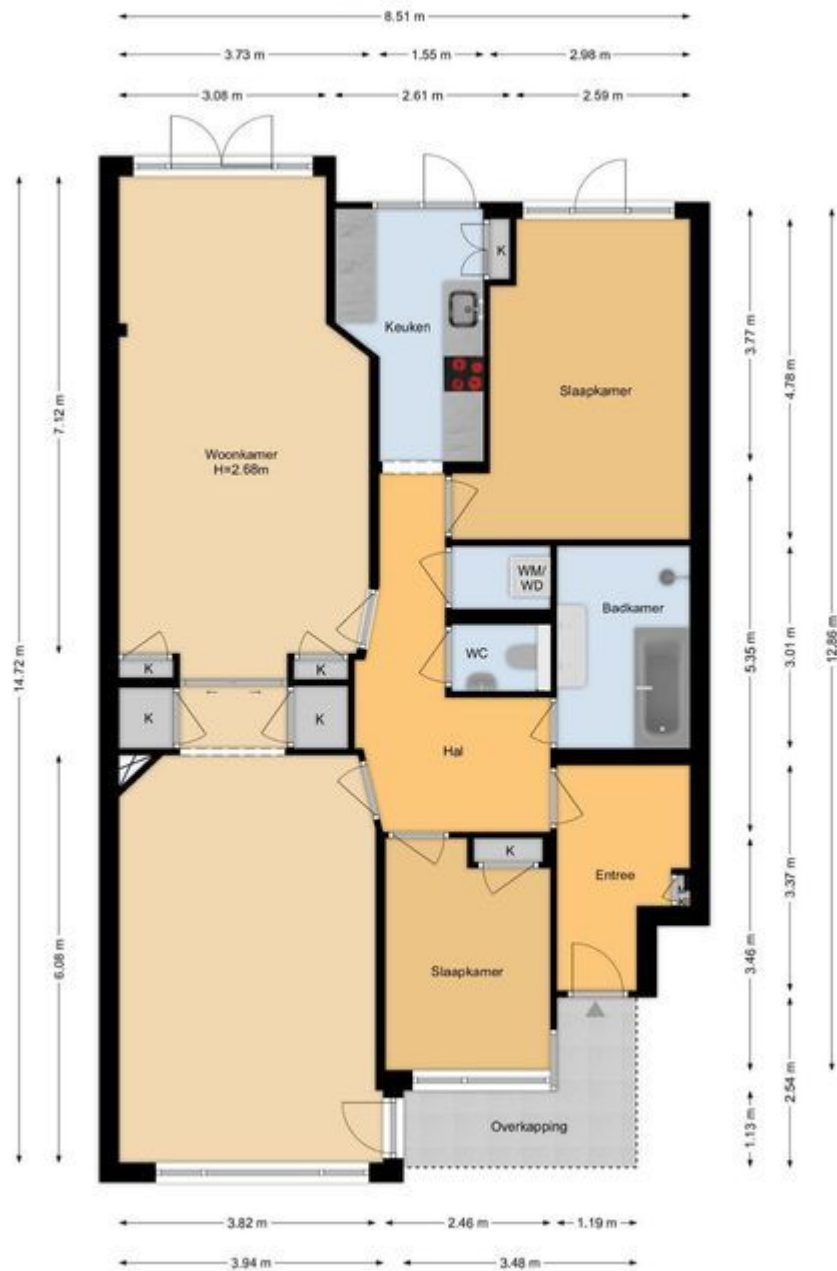 8.51 m
3.73 m
1.55 m
2.98 m
3.08 m
2.61 m
2.59 m
K
Keuken
Slaapkamer
Woonkamer
H=2.68m
WM/
WD
Badkamer
WC
K
K
K
K
Hal
K
Entree
Slaapkamer
Overkapping
14.72 m
7.12 m
6.08 m
3.77 m
5.35 m
3.46 m
1.13 m
4.78 m
3.01 m
3.37 m
2.54 m
12.86 m
3.82 m
2.46 m
1.19 m
3.94 m
3.48 m